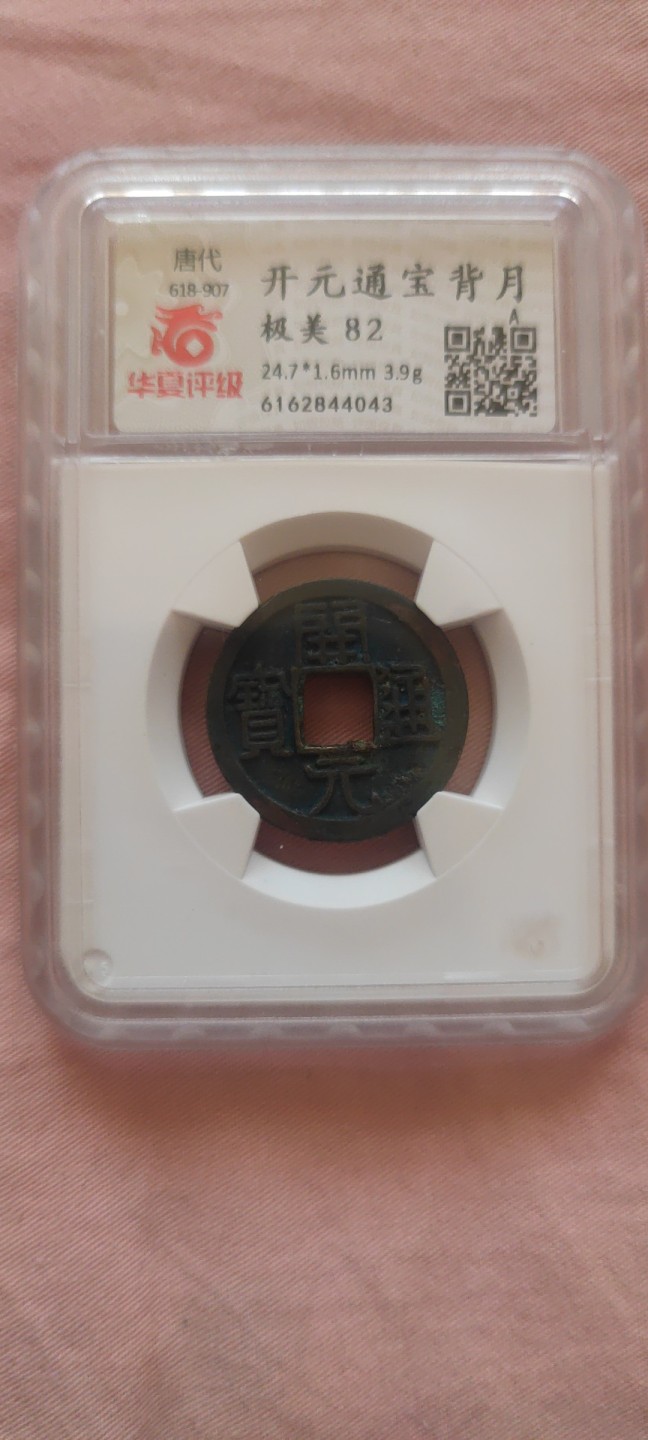 唐代
618-907
华夏评级
开元通宝背月
极美 82
A
24.7*1.6mm 3.9g
6162844043
開
通
元
寶